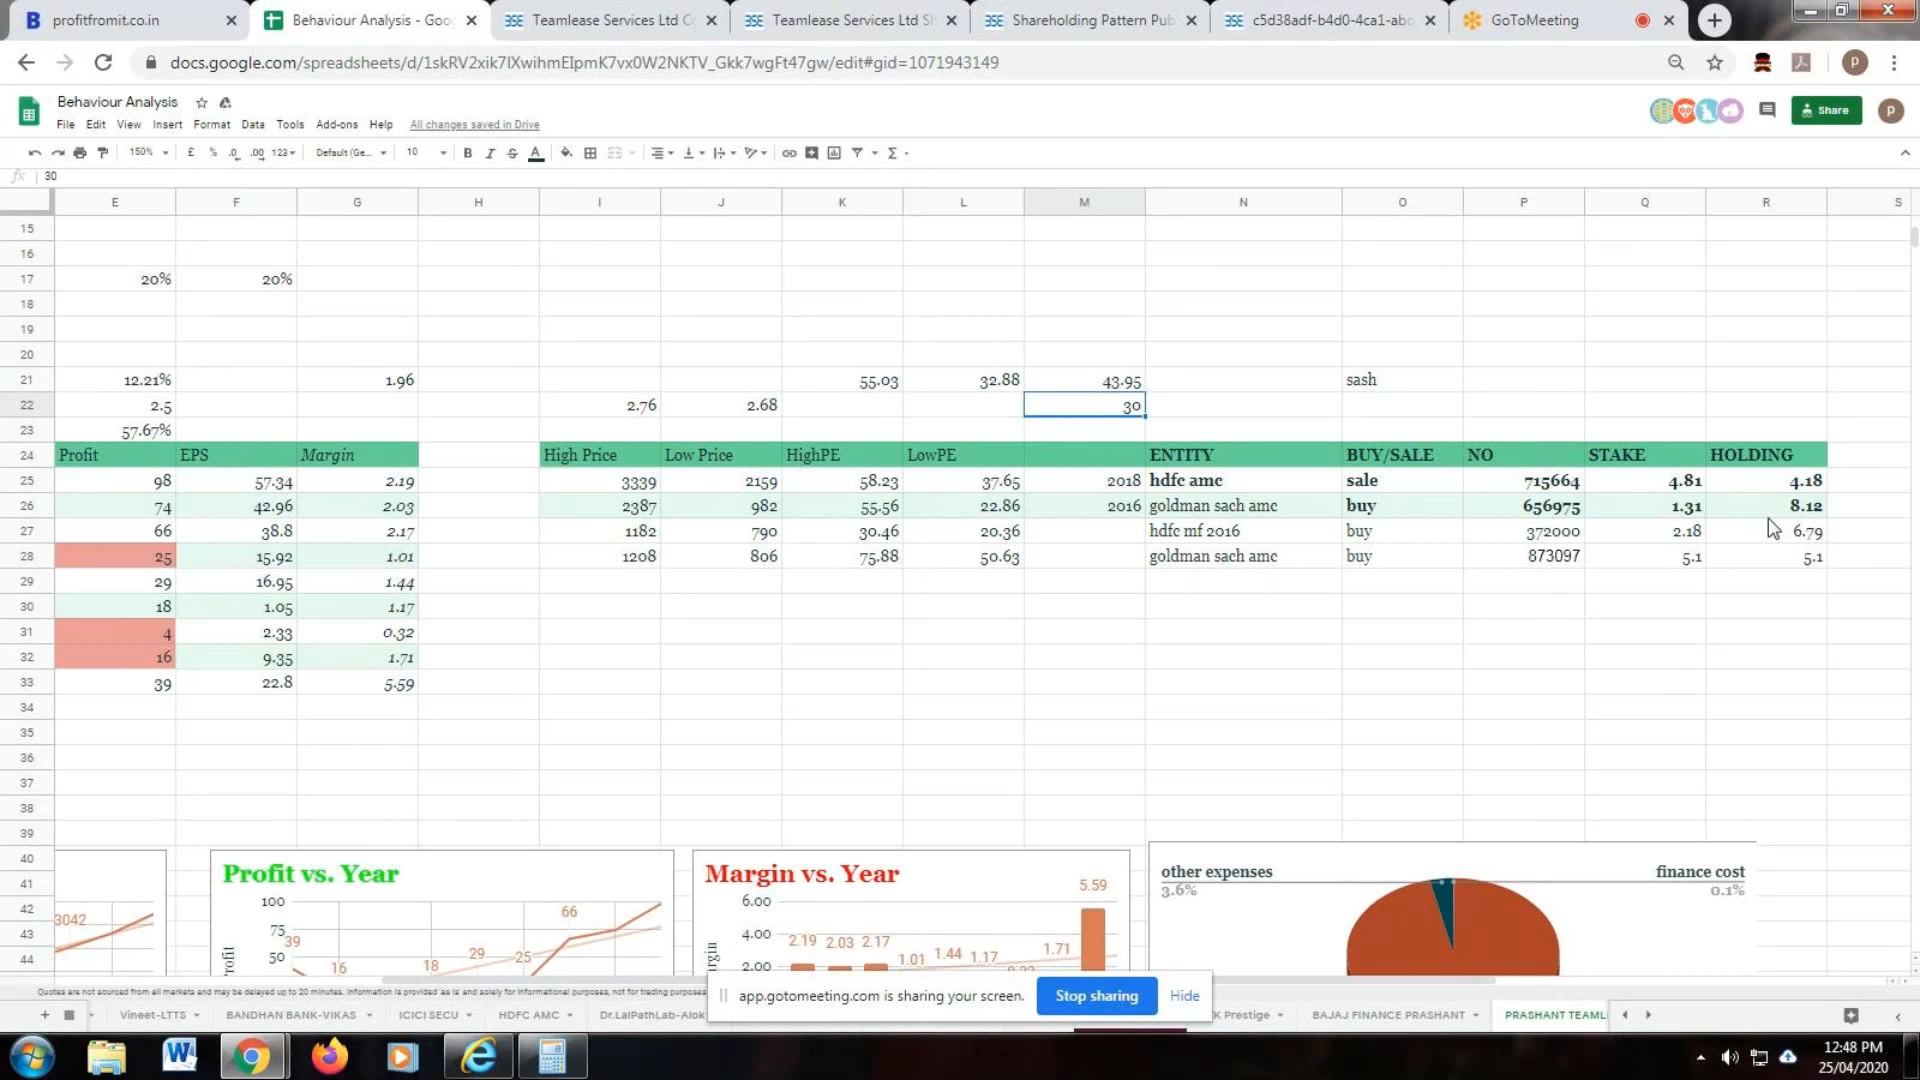 profitfromit.co.in
Behaviour Analysis - Goo
Teamlease Services Ltd Co
Teamlease Services Ltd Sh
Shareholding Pattern Pub
c5d38adf-b4d0-4ca1-abo
GoToMeeting
docs.google.com/spreadsheets/d/1skRV2xik7lXwihmEIpmK7vx0W2NKTV_Gkk7wgFt47gw/edit#gid=1071943149
Behaviour Analysis
File Edit View Insert Format Data Tools Add-ons Help All changes saved in Drive
Share
150% £ % .0 .00 123 Default (Ge... 10 B I S A
fx 30
E F G H I J K L M N O P Q R S
15
16
17 20% 20%
18
19
20
21 12.21% 1.96 55.03 32.88 43.95 sash
22 2.5 2.76 2.68 30
23 57.67%
24 Profit EPS Margin High Price Low Price HighPE LowPE ENTITY BUY/SALE NO STAKE HOLDING
25 98 57.34 2.19 3339 2159 58.23 37.65 2018 hdfc amc sale 715664 4.81 4.18
26 74 42.96 2.03 2387 982 55.56 22.86 2016 goldman sach amc buy 656975 1.31 8.12
27 66 38.8 2.17 1182 790 30.46 20.36 hdfc mf 2016 buy 372000 2.18 6.79
28 25 15.92 1.01 1208 806 75.88 50.63 goldman sach amc buy 873097 5.1 5.1
29 29 16.95 1.44
30 18 1.05 1.17
31 4 2.33 0.32
32 16 9.35 1.71
33 39 22.8 5.59
34
35
36
37
38
39
40
41
42
43
44
3042
Profit vs. Year
100
75
50
39 16 18 29 25 66
Margin vs. Year
6.00
4.00
2.00
2.19 2.03 2.17 1.01 1.44 1.17 1.71 5.59
other expenses
3.6%
finance cost
0.1%
Quotes are not sourced from all markets and may be delayed up to 20 minutes. Information is provided 'as is' and solely for informational purposes, not for trading purposes
app.gotomeeting.com is sharing your screen. Stop sharing Hide
Vineet-LTTS BANDHAN BANK-VIKAS ICICI SECU HDFC AMC Dr.LalPathLab-Alok K Prestige BAJAJ FINANCE PRASHANT PRASHANT TEAML
12:48 PM
25/04/2020